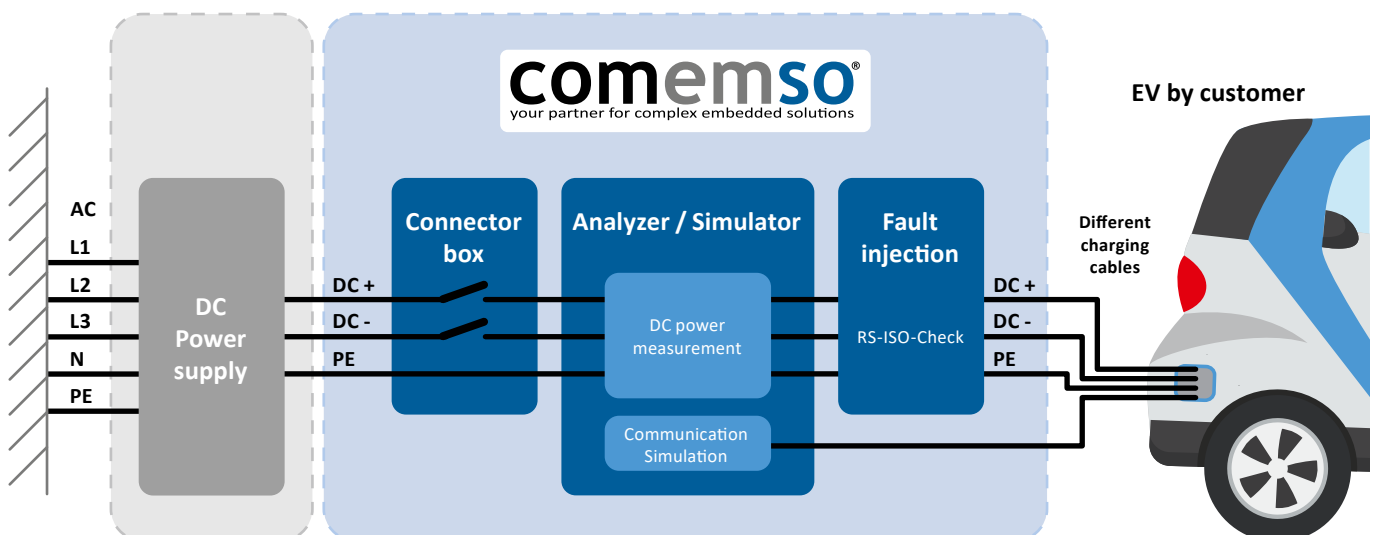 comemso®
your partner for complex embedded solutions
EV by customer
AC
L1
L2
L3
N
PE
DC
Power
supply
DC +
DC -
PE
Connector
box
Analyzer / Simulator
DC power
measurement
Communication
Simulation
Fault
injection
RS-ISO-Check
DC +
DC -
PE
Different
charging
cables